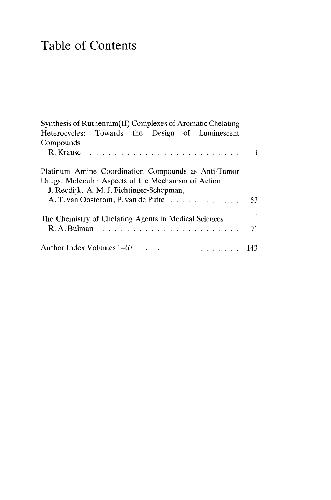 Table of Contents
Synthesis of Ruthenium(II) Complexes of Aromatic Chelating
Heterocycles: Towards the Design of Luminescent
Compounds
R. Krause . . . . . . . . . . . . . . . . . . . . . . . . . 1
Platinum Amine Coordination Compounds as Anti-Tumor
Drugs. Molecular Aspects of the Mechanism of Action
J. Reedijk, A. M. J. Fichtinger-Schepman,
A. T. van Oosterom, P. van de Putte . . . . . . . . . . . . 53
The Chemistry of Chelating Agents in Medical Sciences
R. A. Bulman . . . . . . . . . . . . . . . . . . . . . . .
Author Index Volumes 1–67 . . . . . . . . . . 143